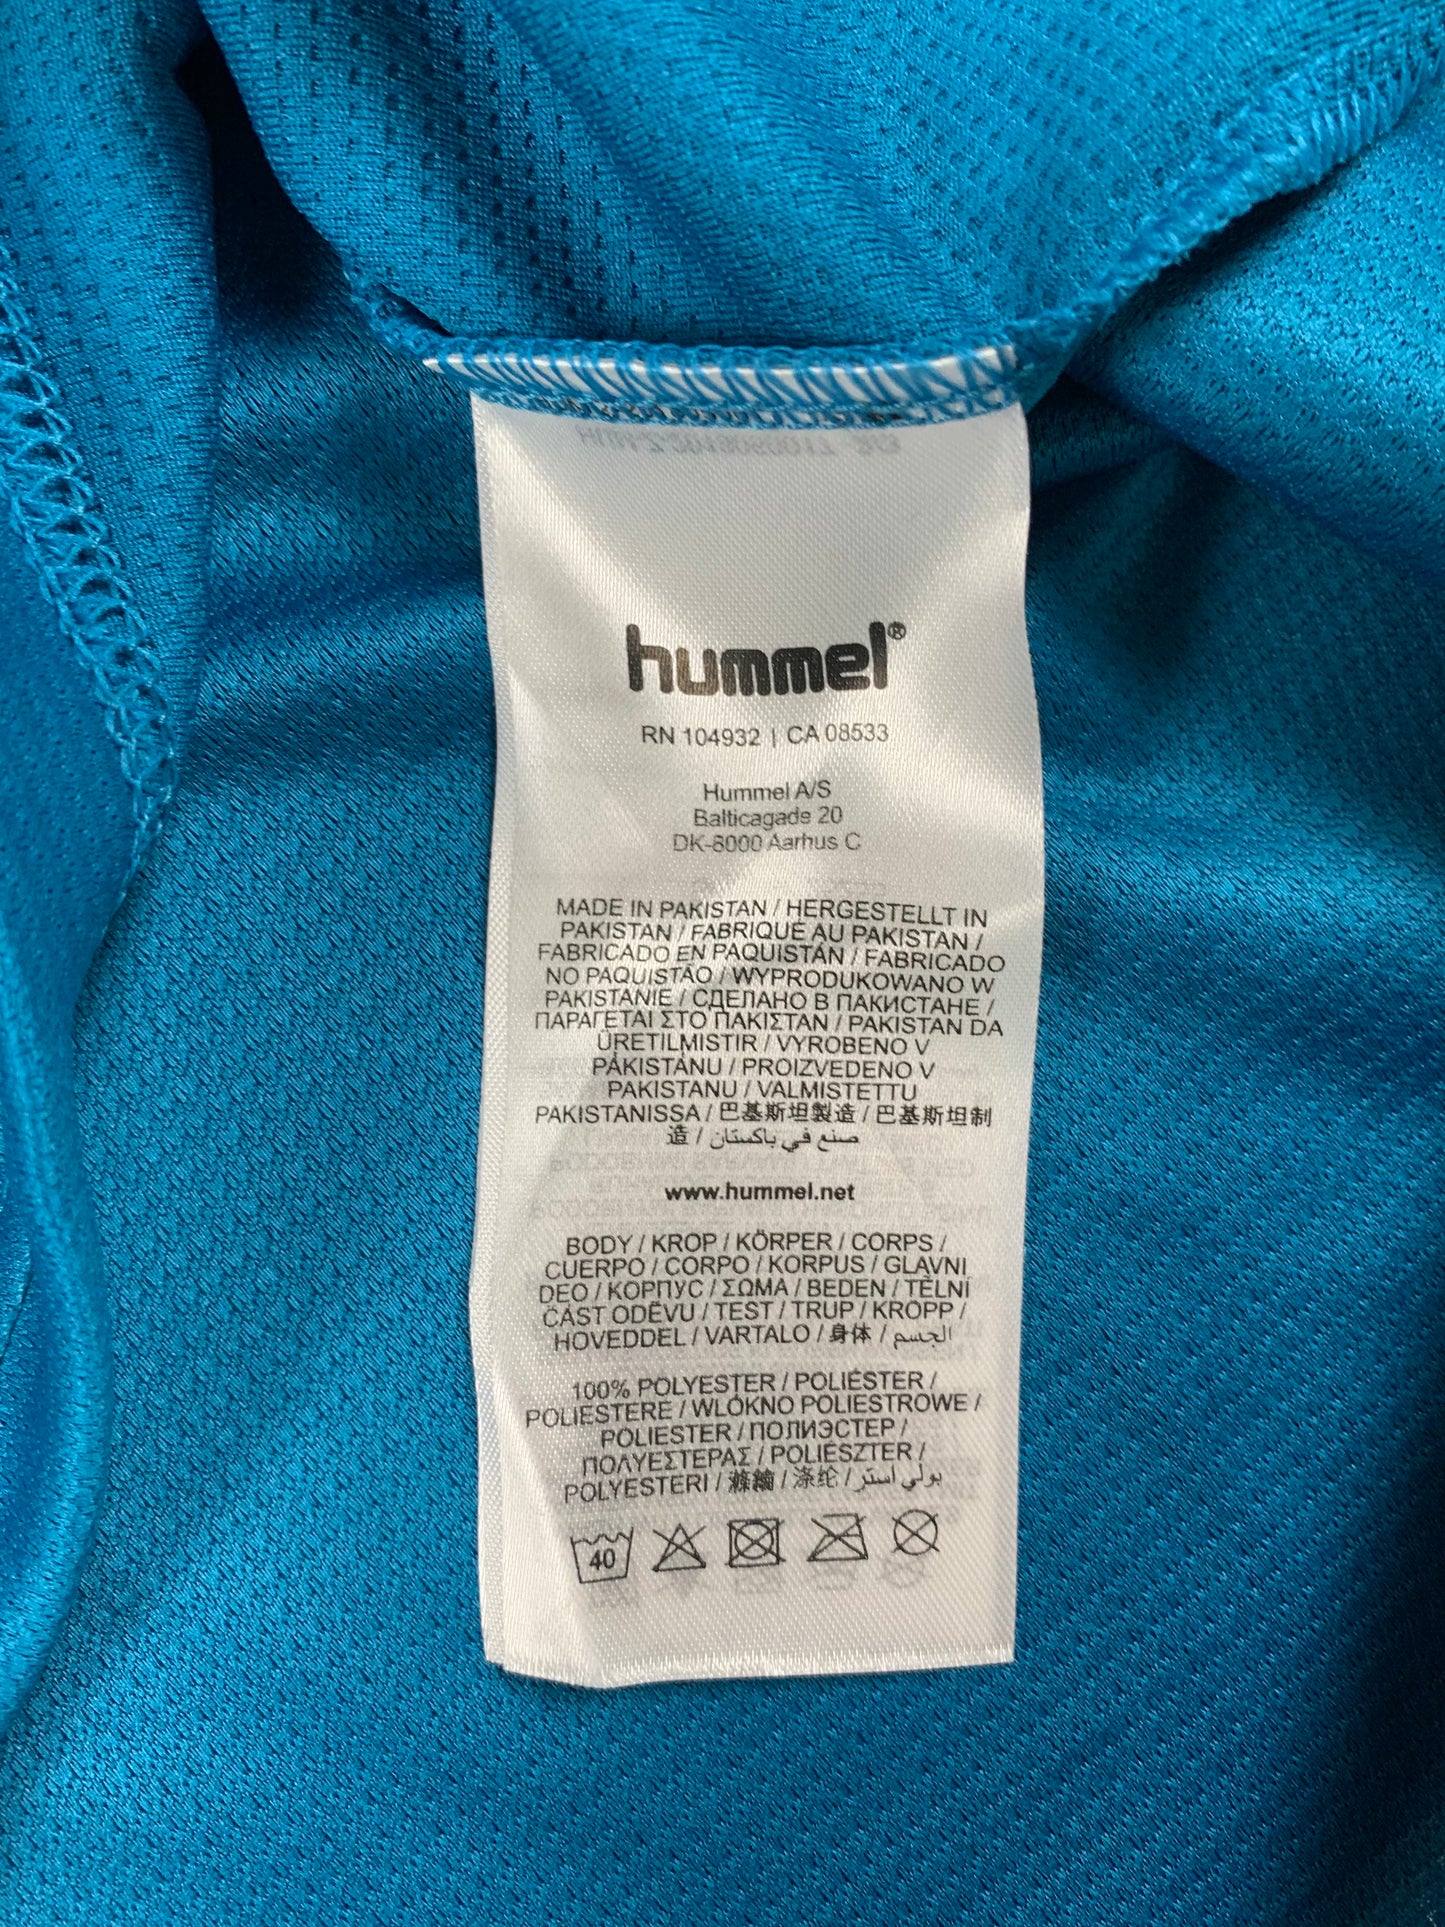 hummel®
RN 104932 | CA 08533
Hummel A/S
Balticagade 20
DK-8000 Aarhus C
MADE IN PAKISTAN / HERGESTELLT IN
PAKISTAN / FABRIQUÉ AU PAKISTAN /
FABRICADO EN PAQUISTÁN / FABRICADO
NO PAQUISTÃO / WYPRODUKOWANO W
PAKISTANIE / СДЕЛАНО В ПАКИСТАНЕ /
ΠΑΡΑΓΕΤΑΙ ΣΤΟ ΠΑΚΙΣΤΑΝ / PAKISTAN DA
ÜRETILMISTIR / VYROBENO V
PÁKISTÁNU / PROIZVEDENO V
PAKISTANU / VALMISTETTU
PAKISTANISSA / 巴基斯坦製造 / 巴基斯坦制
造 / صنع في باكستان
www.hummel.net
BODY / KROP / KÖRPER / CORPS /
CUERPO / CORPO / KORPUS / GLAVNI
DEO / КОРПУС / ΣΩΜΑ / BEDEN / TĚLNÍ
ČÁST ODĚVU / TEST / TRUP / KROPP /
HOVEDDEL / VARTALO / 身体 / الجسم
100% POLYESTER / POLIÉSTER /
POLIESTERE / WLÓKNO POLIESTROWE /
POLIESTER / ПОЛИЭСТЕР /
ΠΟΛΥΕΣΤΕΡΑΣ / POLIÉSZTER /
POLYESTERI / 滌綸 / 涤纶 / بولي استر
40